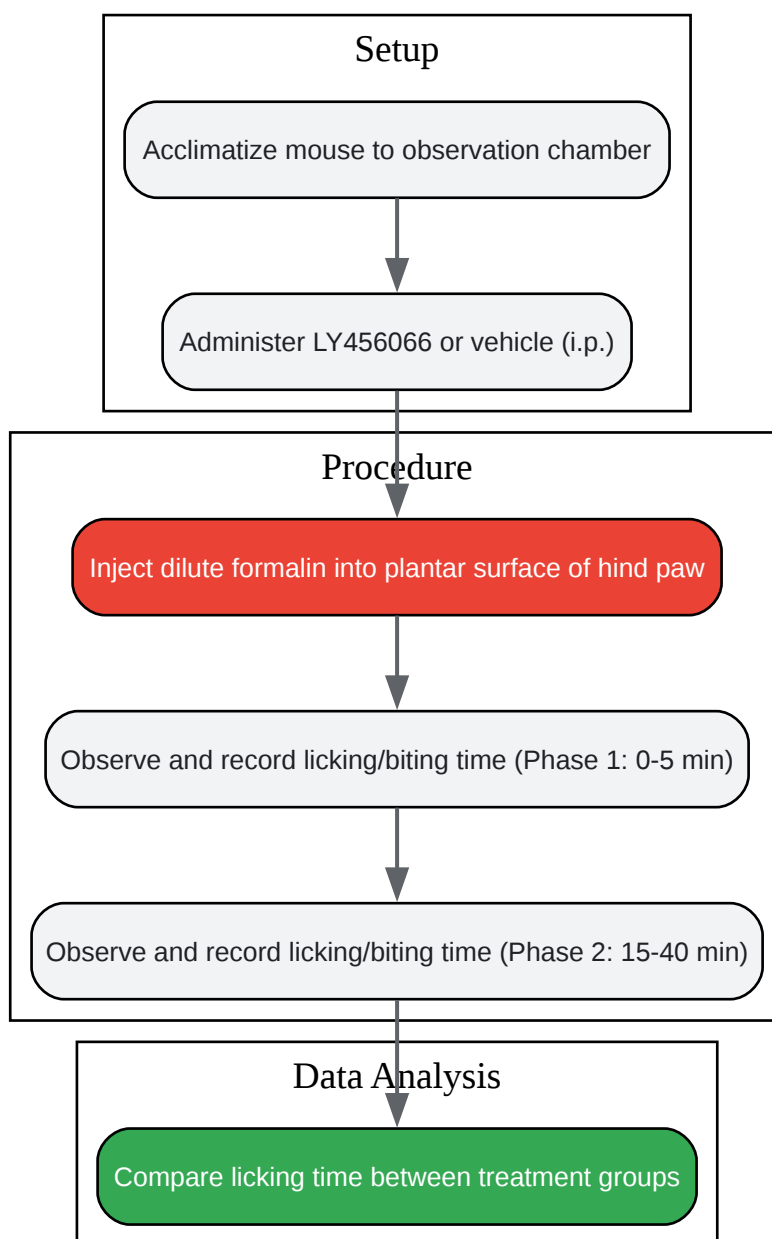 Setup
Acclimatize mouse to observation chamber
Administer LY456066 or vehicle (i.p.)
Procedure
Inject dilute formalin into plantar surface of hind paw
Observe and record licking/biting time (Phase 1: 0-5 min)
Observe and record licking/biting time (Phase 2: 15-40 min)
Data Analysis
Compare licking time between treatment groups